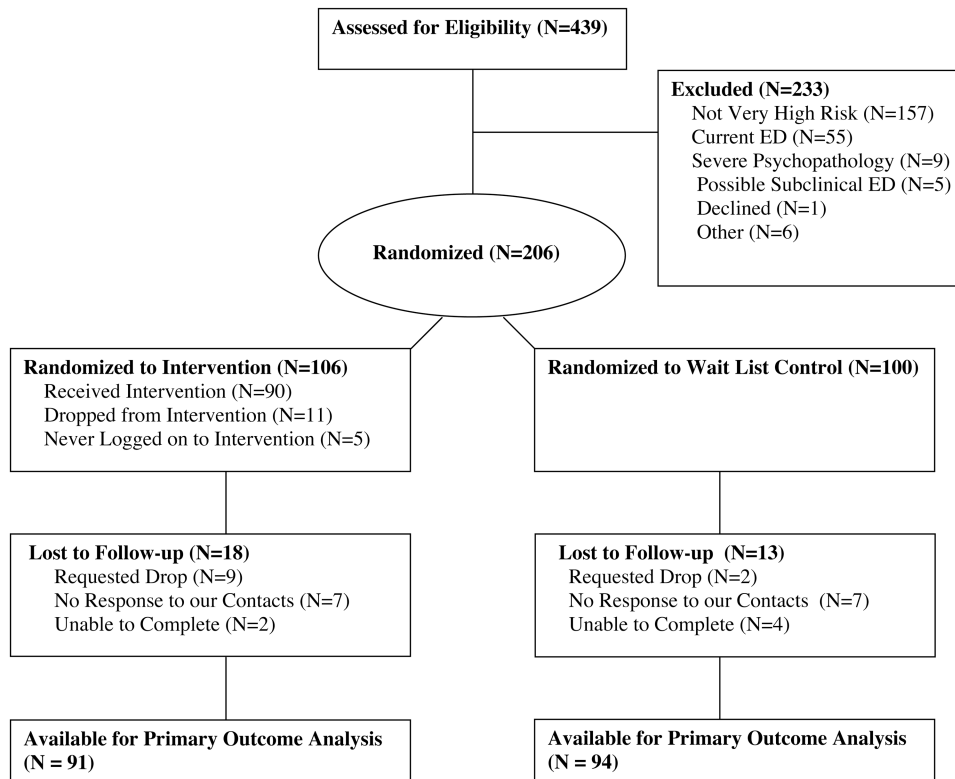 Assessed for Eligibility (N=439)
Excluded (N=233)
Not Very High Risk (N=157)
Current ED (N=55)
Severe Psychopathology (N=9)
Possible Subclinical ED (N=5)
Declined (N=1)
Other (N=6)
Randomized (N=206)
Randomized to Intervention (N=106)
Received Intervention (N=90)
Dropped from Intervention (N=11)
Never Logged on to Intervention (N=5)
Randomized to Wait List Control (N=100)
Lost to Follow-up (N=18)
Requested Drop (N=9)
No Response to our Contacts (N=7)
Unable to Complete (N=2)
Lost to Follow-up (N=13)
Requested Drop (N=2)
No Response to our Contacts (N=7)
Unable to Complete (N=4)
Available for Primary Outcome Analysis
(N = 91)
Available for Primary Outcome Analysis
(N = 94)